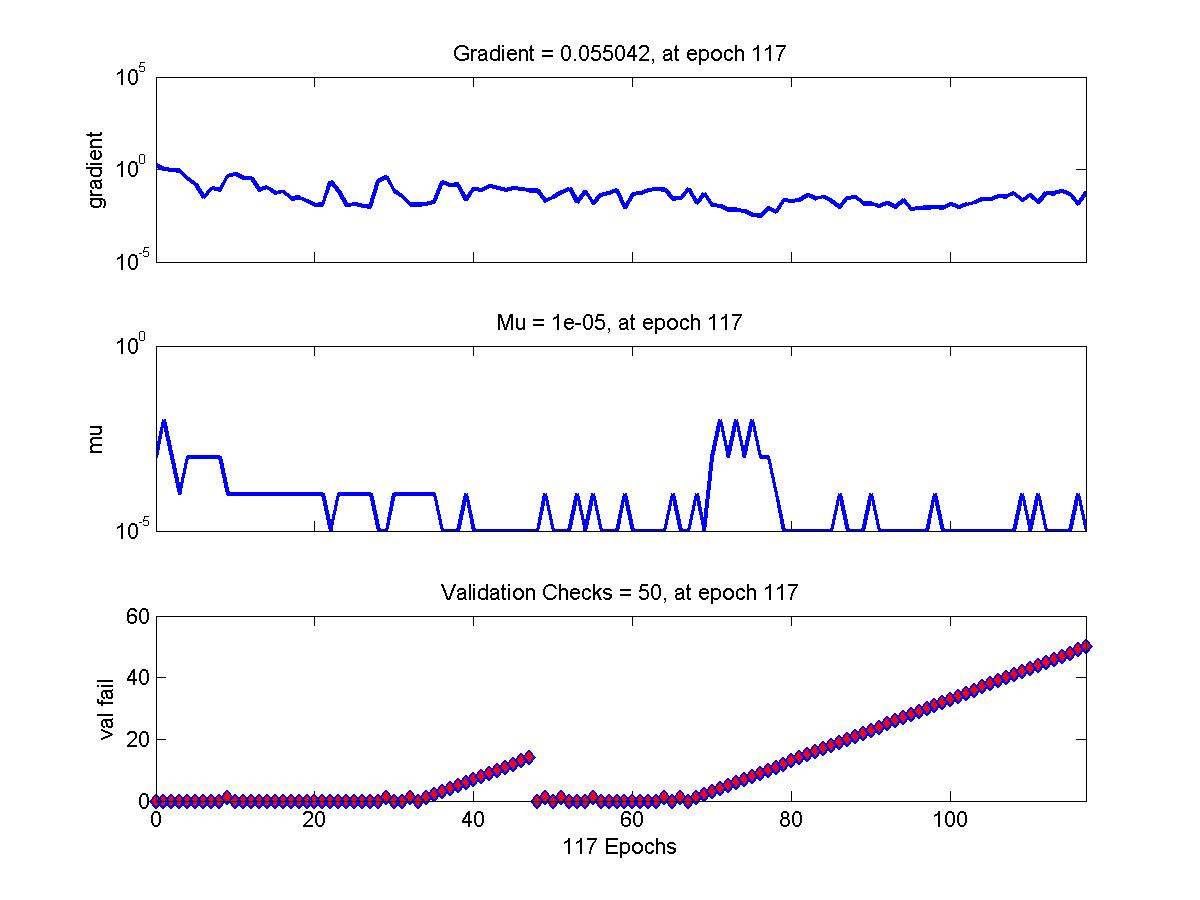 Gradient = 0.055042, at epoch 117
10^5
10^0
10^-5
gradient
Mu = 1e-05, at epoch 117
10^0
10^-5
mu
Validation Checks = 50, at epoch 117
60
40
20
0
val fail
0 20 40 60 80 100
117 Epochs